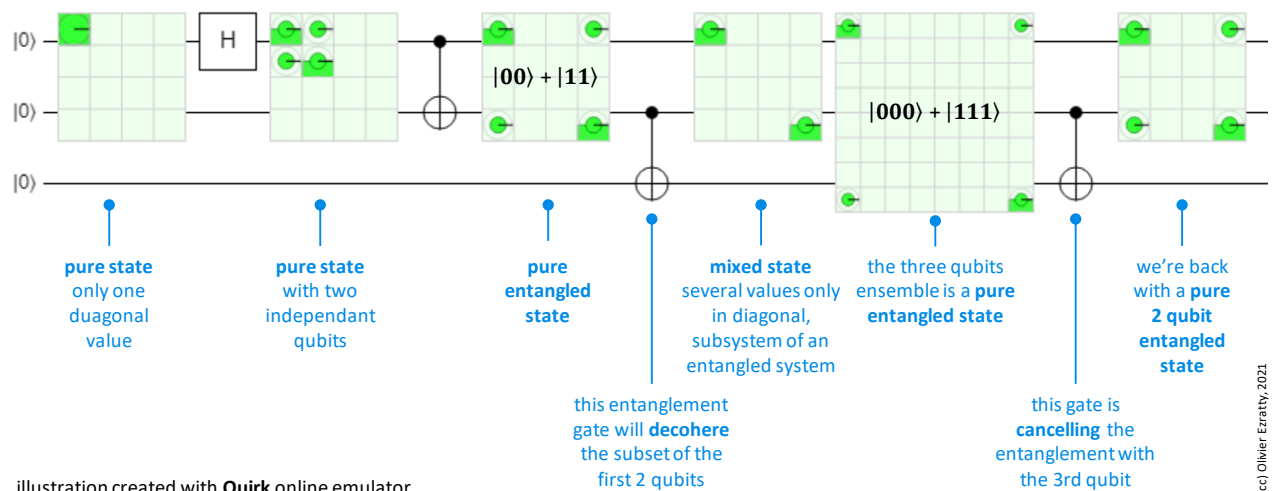 |0⟩
H
|00⟩ + |11⟩
|0⟩
|000⟩ + |111⟩
|0⟩
pure state
only one
duagonal
value
pure state
with two
independant
qubits
pure
entangled
state
mixed state
several values only
in diagonal,
subsystem of an
entangled system
the three qubits
ensemble is a pure
entangled state
we're back
with a pure
2 qubit
entangled
state
this entanglement
gate will decohere
the subset of the
first 2 qubits
this gate is
cancelling the
entanglement with
the 3rd qubit
cc) Olivier Ezratty, 2021
illustration created with Quirk online emulator